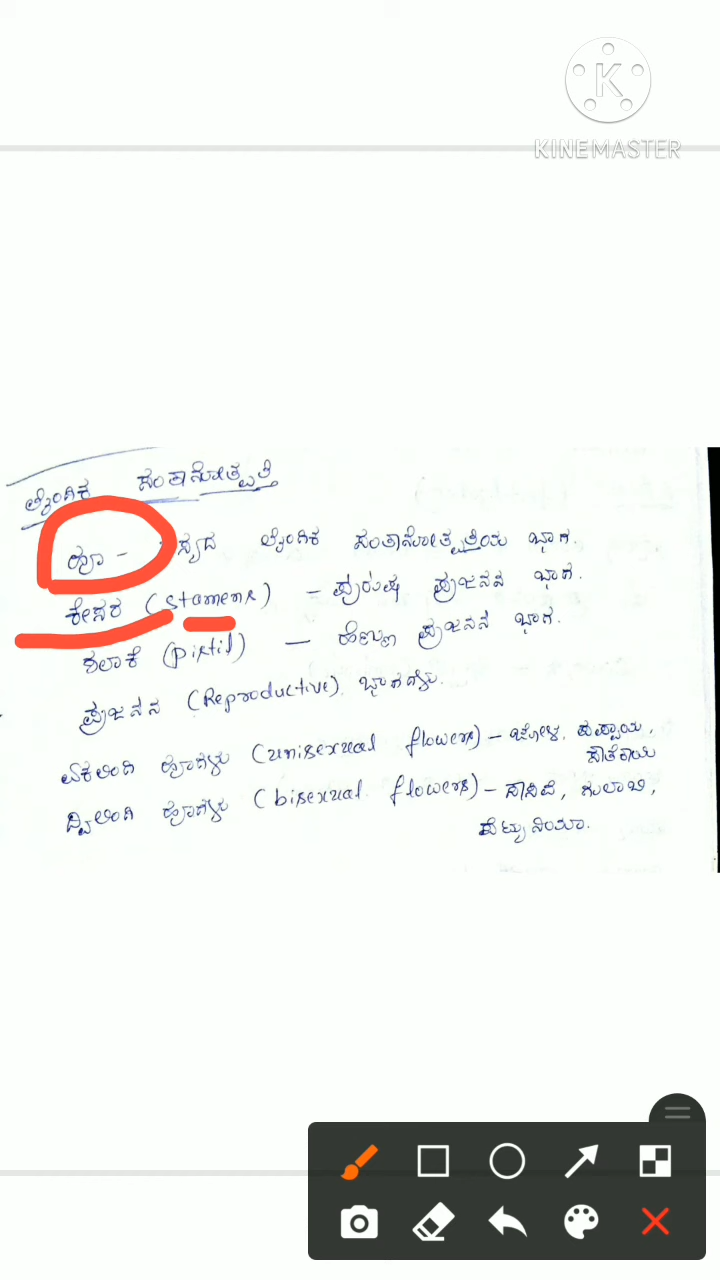 KINEMASTER
ಲೈಂಗಿಕ ಸಂತಾನೋತ್ಪತ್ತಿ
ಹೂ - ಸಸ್ಯದ ಲೈಂಗಿಕ ಸಂತಾನೋತ್ಪತ್ತಿಯ ಭಾಗ.
ಕೇಸರ (stamens) - ಪುರುಷ ಪ್ರಜನನ ಭಾಗ.
ಶಲಾಕೆ (pistil) - ಹೆಣ್ಣು ಪ್ರಜನನ ಭಾಗ.
ಪ್ರಜನನ (Reproductive) ಭಾಗಗಳು.
ಏಕಲಿಂಗಿ ಹೂಗಳು (unisexual flowers) - ಜೋಳ, ಪಪ್ಪಾಯ, ಸೌತೆಕಾಯಿ
ದ್ವಿಲಿಂಗಿ ಹೂಗಳು (bisexual flowers) - ಸಾಸಿವೆ, ಗುಲಾಬಿ,
ಪೆಟ್ಯುನಿಯಾ.